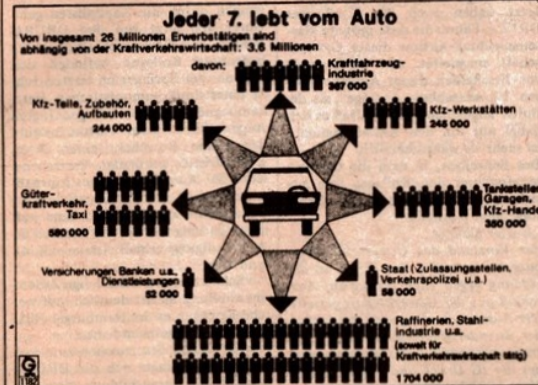 Jeder 7. lebt vom Auto
Von insgesamt 26 Millionen Erwerbstätigen sind
abhängig von der Kraftverkehrswirtschaft: 3,6 Millionen
davon:
Kraftfahrzeug-
industrie
367 000
Kfz-Teile, Zubehör,
Aufbauten
244 000
Kfz-Werkstätten
245 000
Güter-
kraftverkehr,
Taxi
580 000
Tankstellen
Garagen,
Kfz-Handel
350 000
Versicherungen, Banken u.a.,
Dienstleistungen
52 000
Staat (Zulassungsstellen,
Verkehrspolizei u.a.)
58 000
Raffinerien, Stahl-
industrie u.a.
(soweit für
Kraftverkehrswirtschaft tätig)
1 704 000